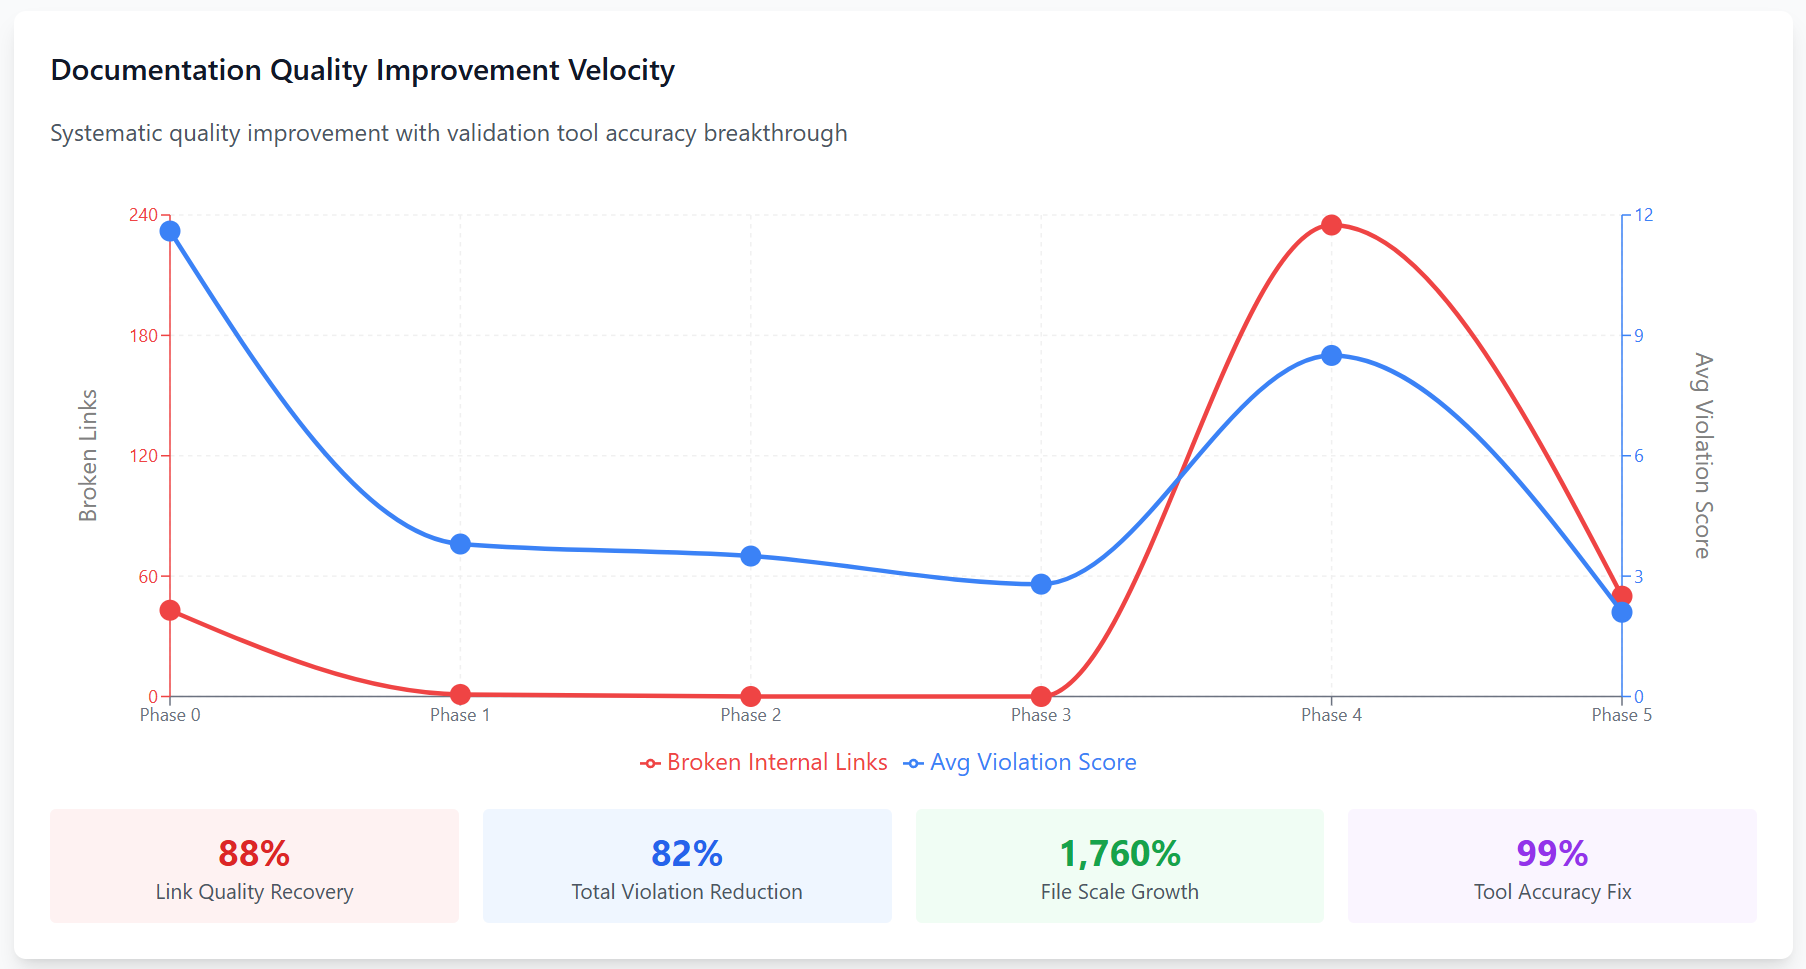 Documentation Quality Improvement Velocity
Systematic quality improvement with validation tool accuracy breakthrough
240
180
120
60
0
Broken Links
12
9
6
3
0
Avg Violation Score
Phase 0
Phase 1
Phase 2
Phase 3
Phase 4
Phase 5
Broken Internal Links
Avg Violation Score
88%
Link Quality Recovery
82%
Total Violation Reduction
1,760%
File Scale Growth
99%
Tool Accuracy Fix